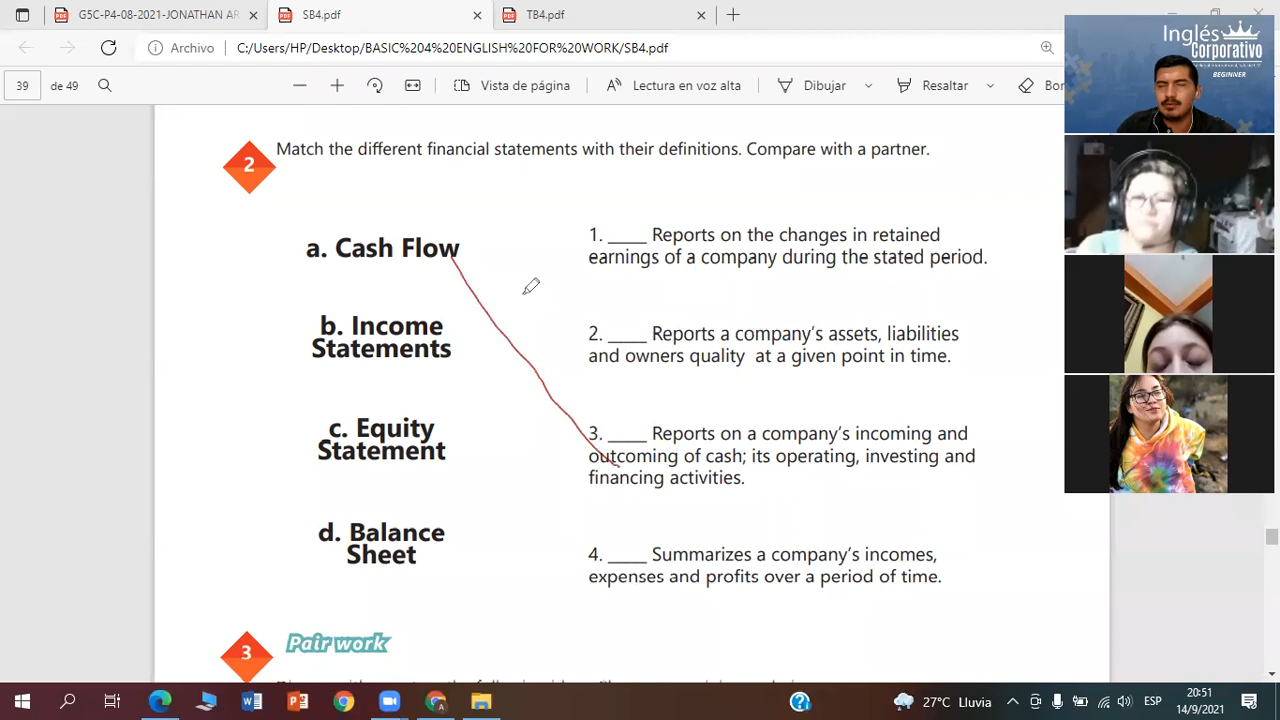 G5C-P4-08-2021-JONATHAN AR
SB4.pdf
TB4.pdf
Archivo
C:/Users/HP/Desktop/BASIC%204%20ENGLISH%20FOR%20WORK/SB4.pdf
39 de 49
Vista de página
Lectura en voz alta
Dibujar
Resaltar
Bor
Inglés
Corporativo
BEGINNER
2
Match the different financial statements with their definitions. Compare with a partner.
a. Cash Flow
b. Income
Statements
c. Equity
Statement
d. Balance
Sheet
1. ____ Reports on the changes in retained
earnings of a company during the stated period.
2. ____ Reports a company's assets, liabilities
and owners quality at a given point in time.
3. ____ Reports on a company's incoming and
outcoming of cash; its operating, investing and
financing activities.
4. ____ Summarizes a company's incomes,
expenses and profits over a period of time.
3
Pair work
27°C Lluvia
ESP
20:51
14/9/2021